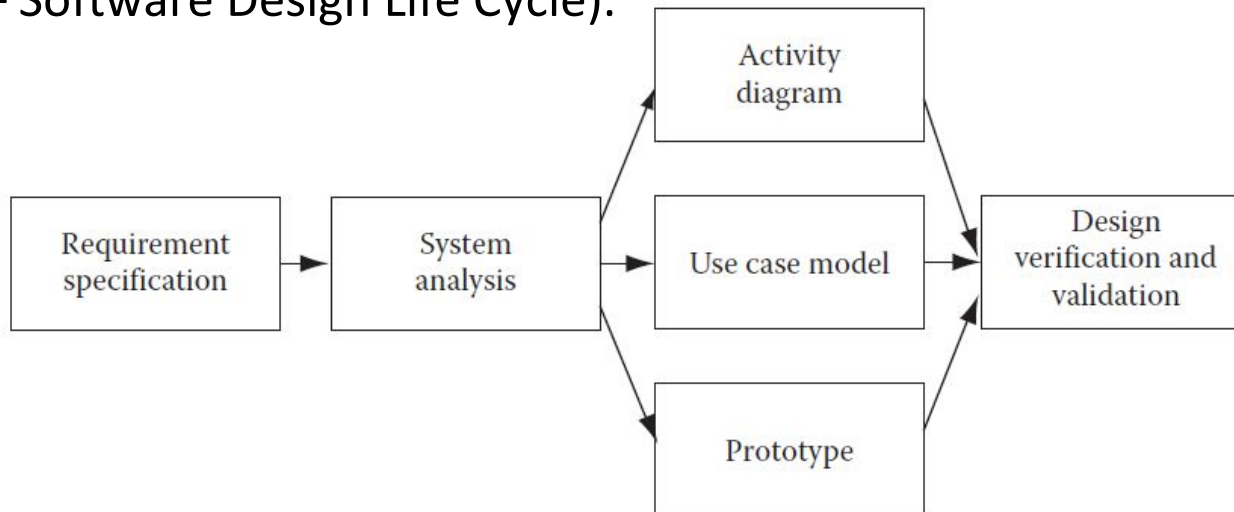 - Software Design Life Cycle).
Activity
diagram
Requirement
specification
System
analysis
Use case model
Design
verification and
validation
Prototype